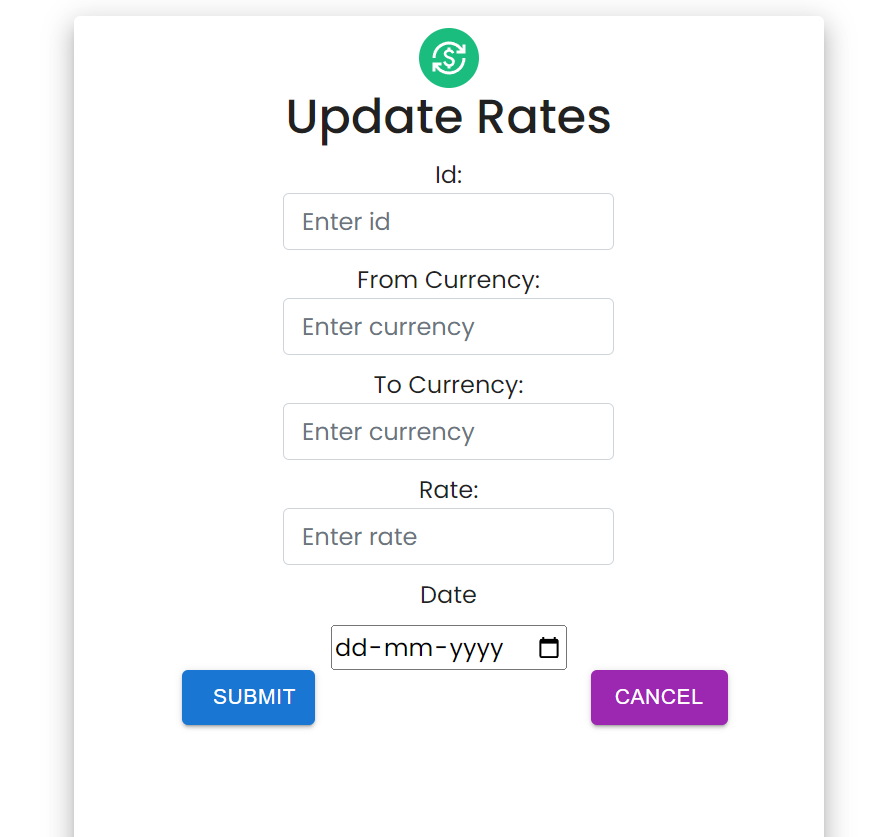 Update Rates
Id:
Enter id
From Currency:
Enter currency
To Currency:
Enter currency
Rate:
Enter rate
Date
dd-mm-yyyy
SUBMIT CANCEL